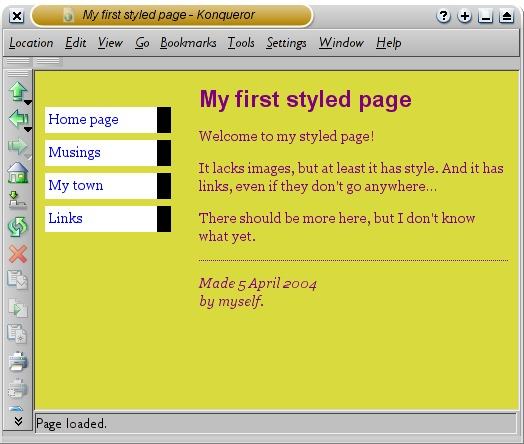 My first styled page - Konqueror
Location Edit View Go Bookmarks Tools Settings Window Help
Home page
Musings
My town
Links
My first styled page
Welcome to my styled page!
It lacks images, but at least it has style. And it has
links, even if they don't go anywhere...
There should be more here, but I don't know
what yet.
Made 5 April 2004
by myself.
Page loaded.